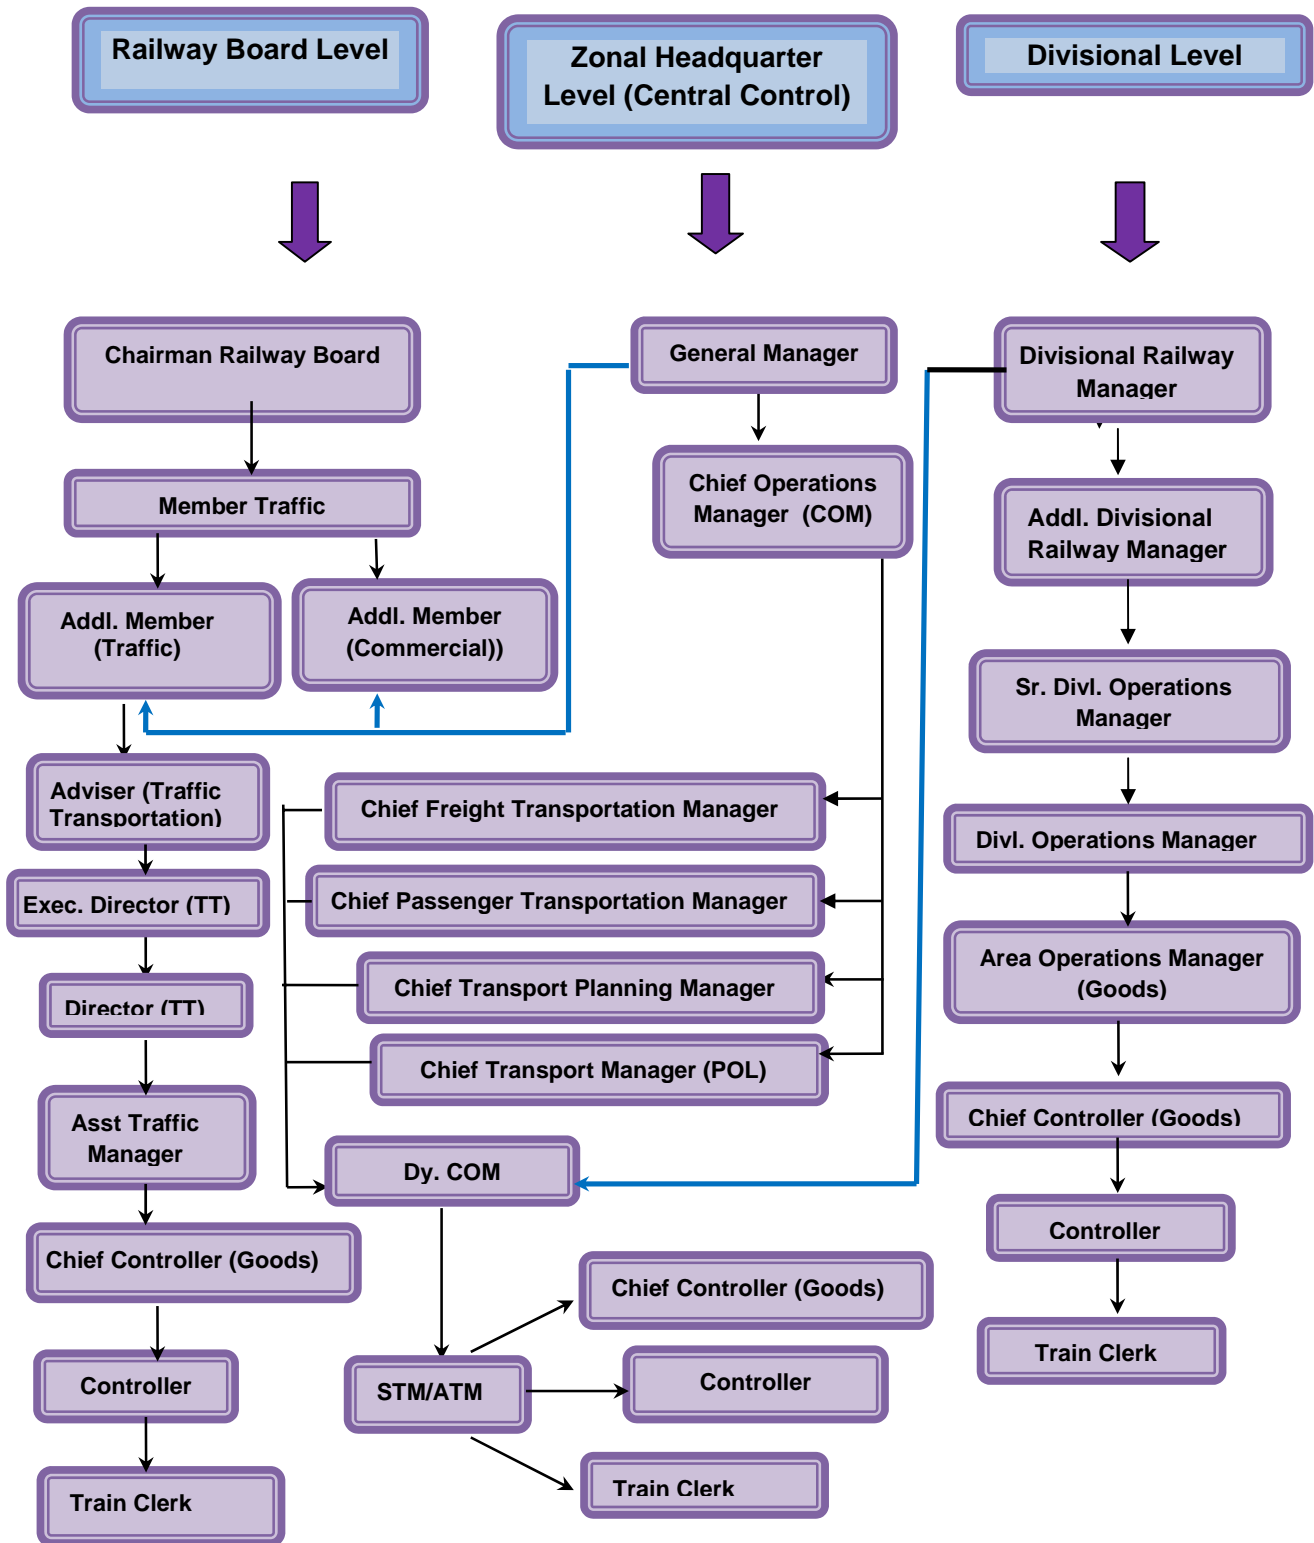 Railway Board Level
Zonal Headquarter
Level (Central Control)
Divisional Level
Chairman Railway Board
Member Traffic
Addl. Member
(Traffic)
Addl. Member
(Commercial))
Adviser (Traffic
Transportation)
Exec. Director (TT)
Director (TT)
Asst Traffic
Manager
Chief Controller (Goods)
Controller
Train Clerk
General Manager
Chief Operations
Manager (COM)
Chief Freight Transportation Manager
Chief Passenger Transportation Manager
Chief Transport Planning Manager
Chief Transport Manager (POL)
Dy. COM
STM/ATM
Chief Controller (Goods)
Controller
Train Clerk
Divisional Railway
Manager
Addl. Divisional
Railway Manager
Sr. Divl. Operations
Manager
Divl. Operations Manager
Area Operations Manager
(Goods)
Chief Controller (Goods)
Controller
Train Clerk